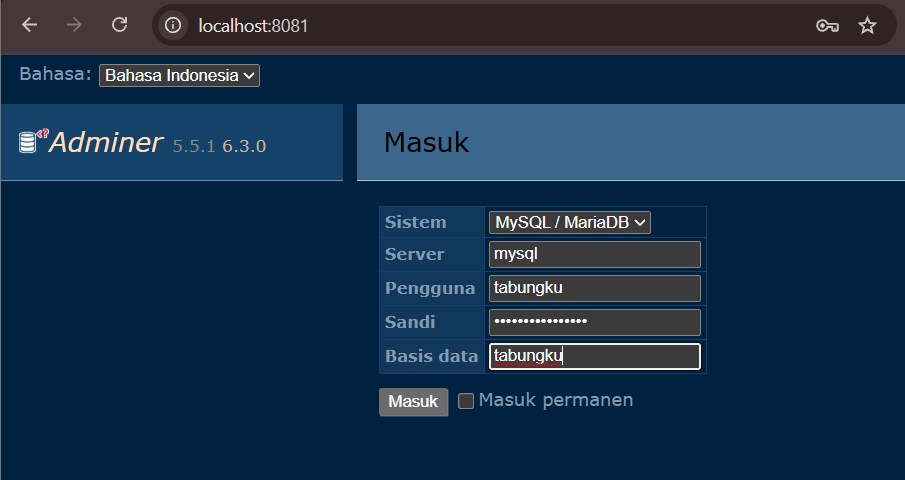 localhost:8081
Bahasa: Bahasa Indonesia
Adminer 5.5.1 6.3.0
Masuk
Sistem MySQL / MariaDB
Server mysql
Pengguna tabungku
Sandi ••••••••••••••••
Basis data tabungku
Masuk Masuk permanen